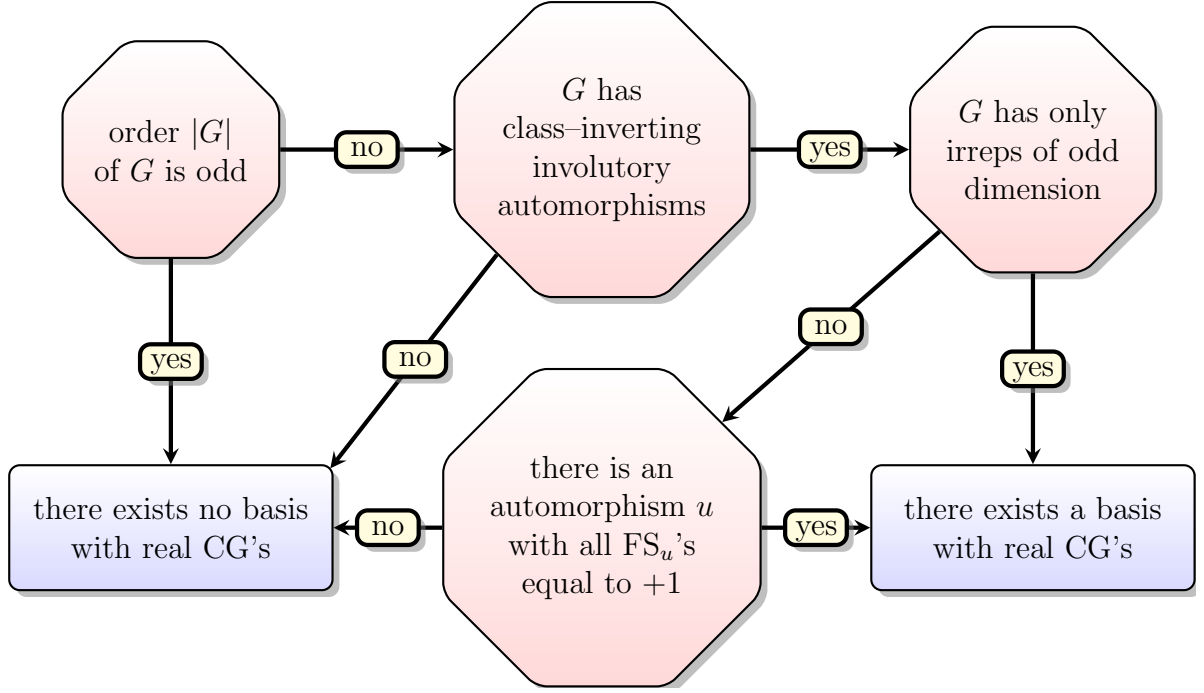 order |G|
of G is odd
no
G has
class–inverting
involutory
automorphisms
yes
G has only
irreps of odd
dimension
yes
no
no
yes
there exists no basis
with real CG's
no
there is an
automorphism u
with all FSᵤ's
equal to +1
yes
there exists a basis
with real CG's